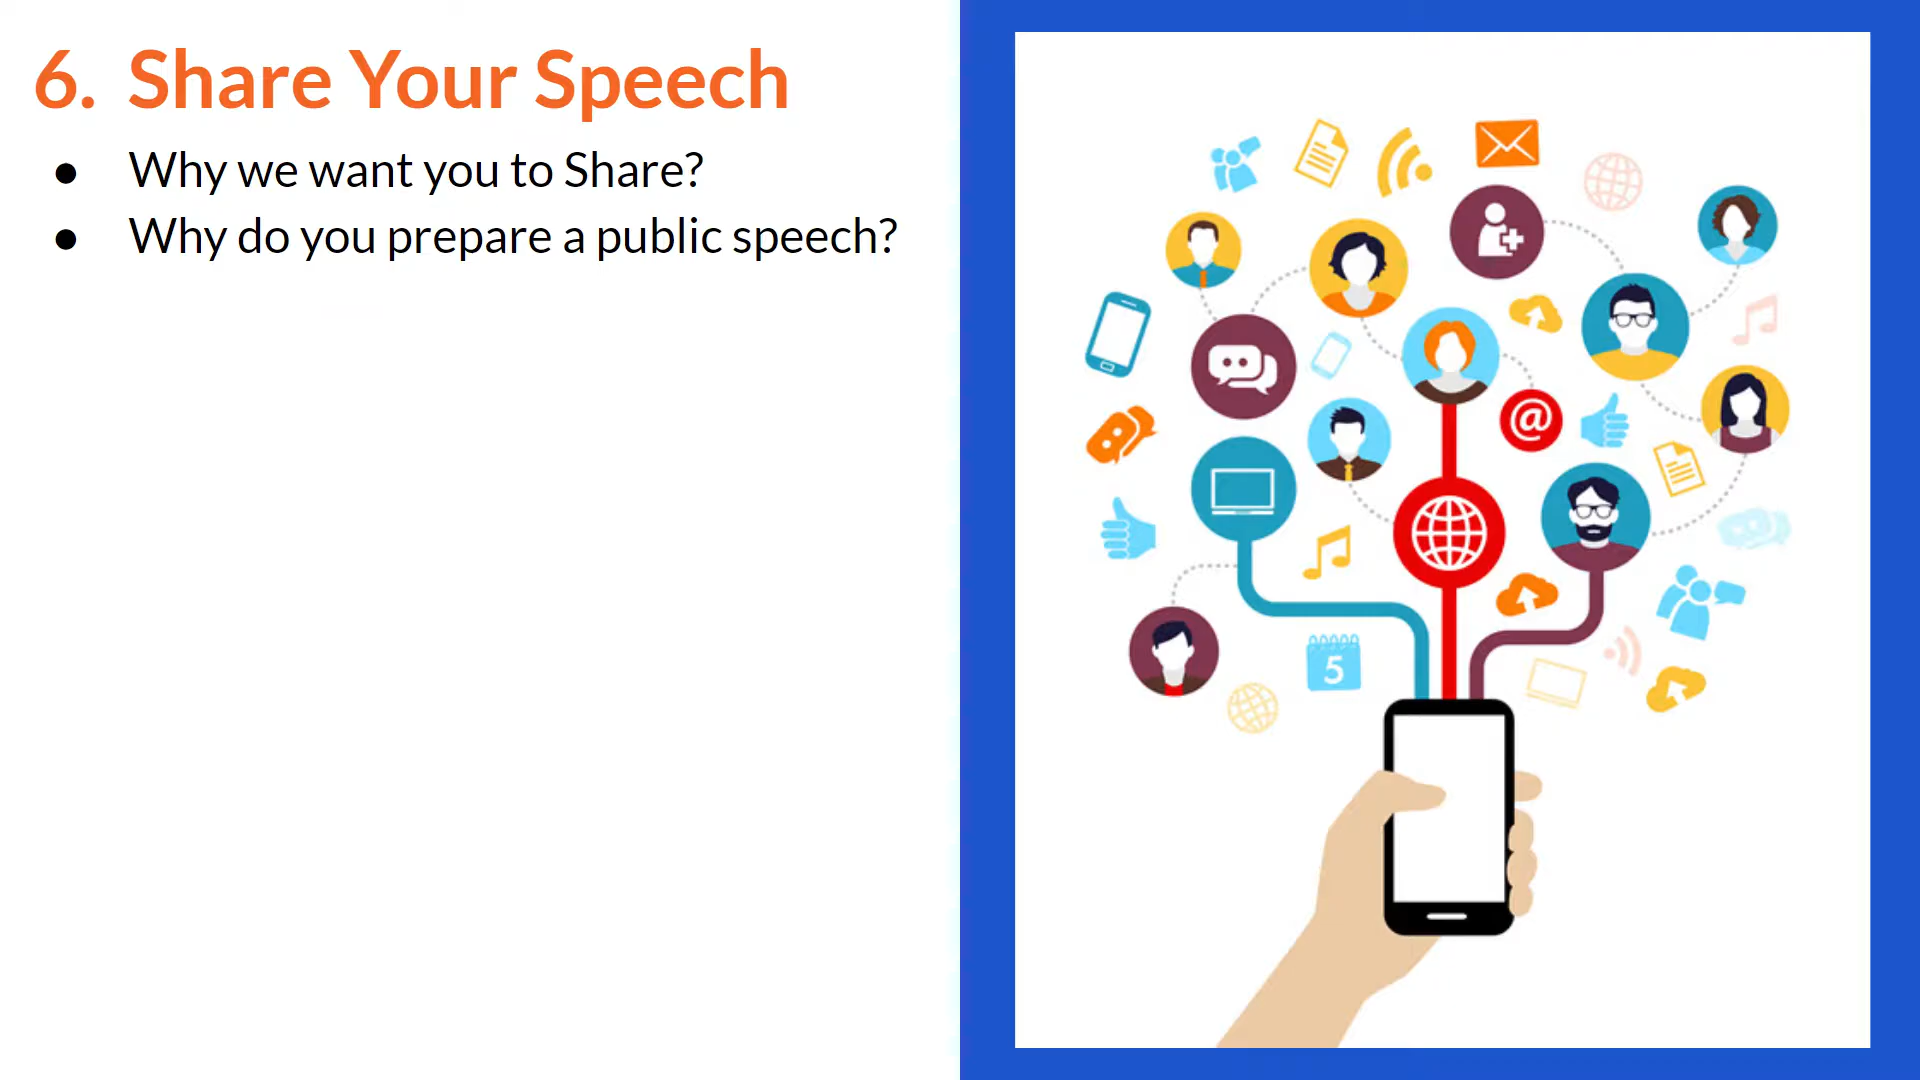 6. Share Your Speech
● Why we want you to Share?
● Why do you prepare a public speech?
@
5